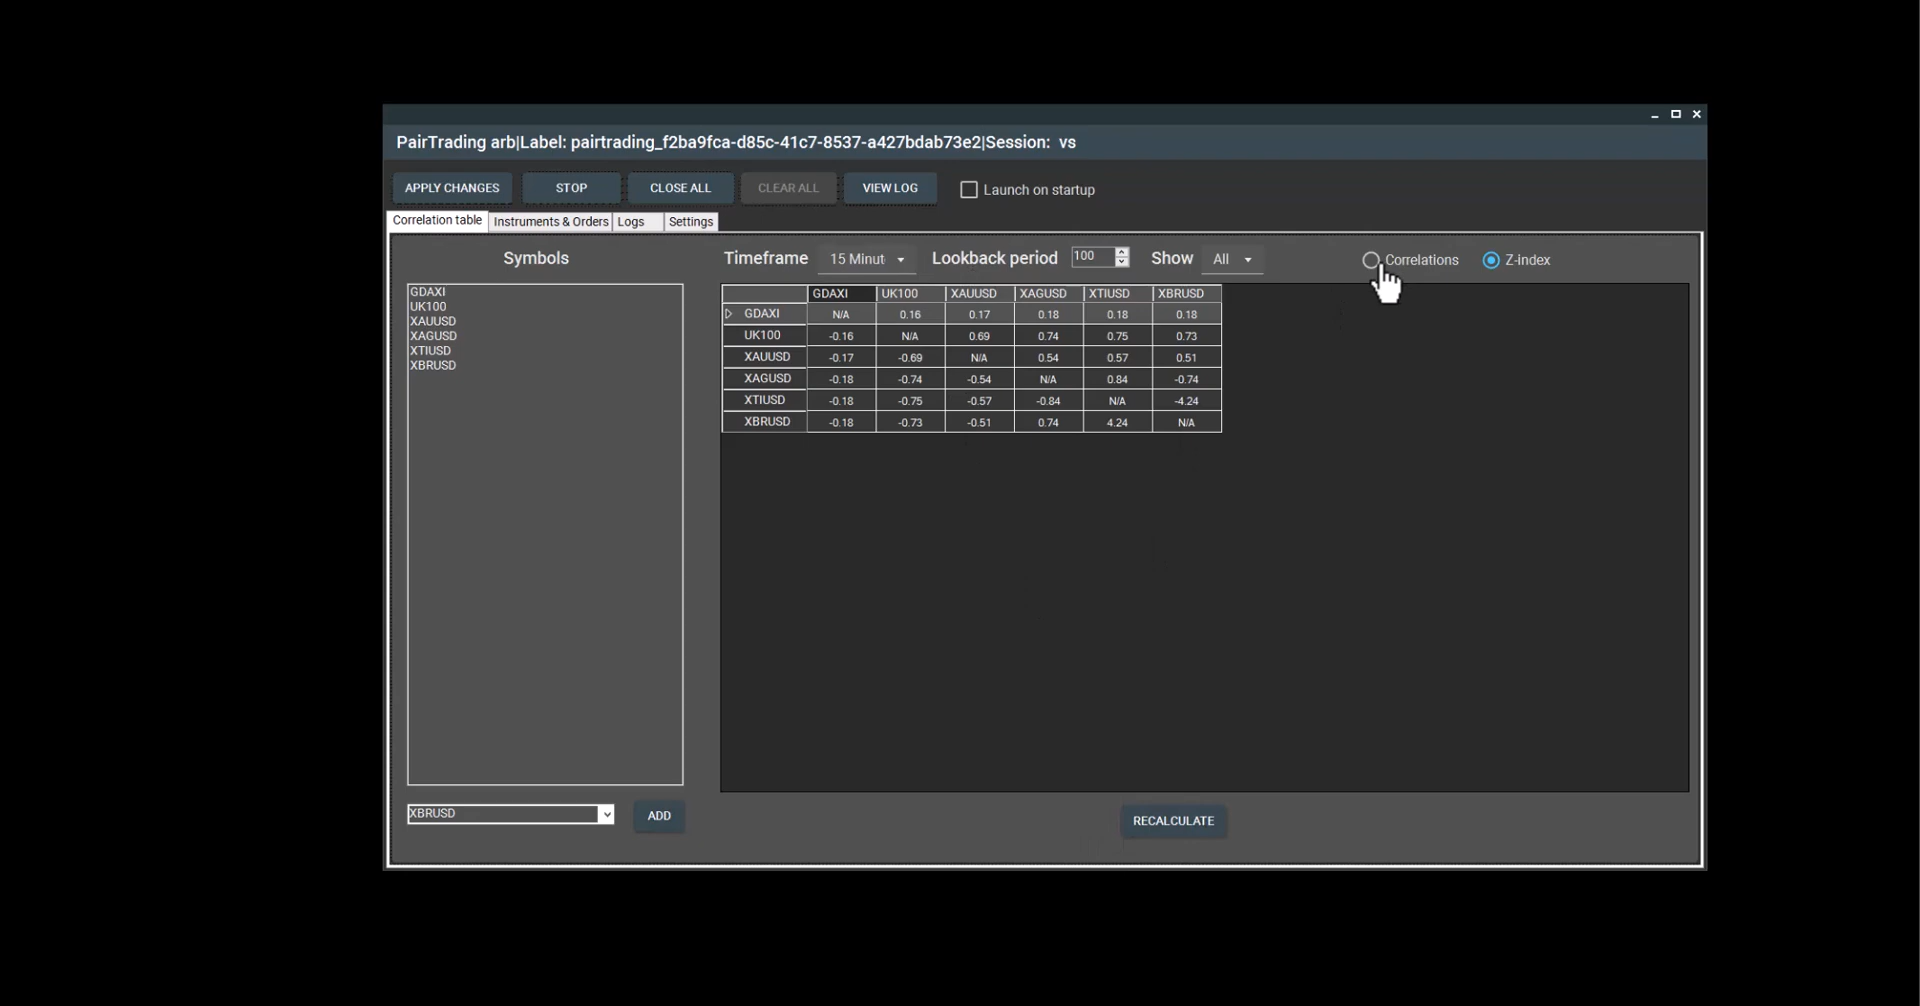 PairTrading arb|Label: pairtrading_f2ba9fca-d85c-41c7-8537-a427bdab73e2|Session: vs
APPLY CHANGES STOP CLOSE ALL CLEAR ALL VIEW LOG Launch on startup
Correlation table Instruments & Orders Logs Settings
Symbols Timeframe 15 Minut Lookback period 100 Show All Correlations Z-index
GDAXI
UK100
XAUUSD
XAGUSD
XTIUSD
XBRUSD
GDAXI UK100 XAUUSD XAGUSD XTIUSD XBRUSD
GDAXI N/A 0.16 0.17 0.18 0.18 0.18
UK100 -0.16 N/A 0.69 0.74 0.75 0.73
XAUUSD -0.17 -0.69 N/A 0.54 0.57 0.51
XAGUSD -0.18 -0.74 -0.54 N/A 0.84 -0.74
XTIUSD -0.18 -0.75 -0.57 -0.84 N/A -4.24
XBRUSD -0.18 -0.73 -0.51 0.74 4.24 N/A
XBRUSD ADD RECALCULATE